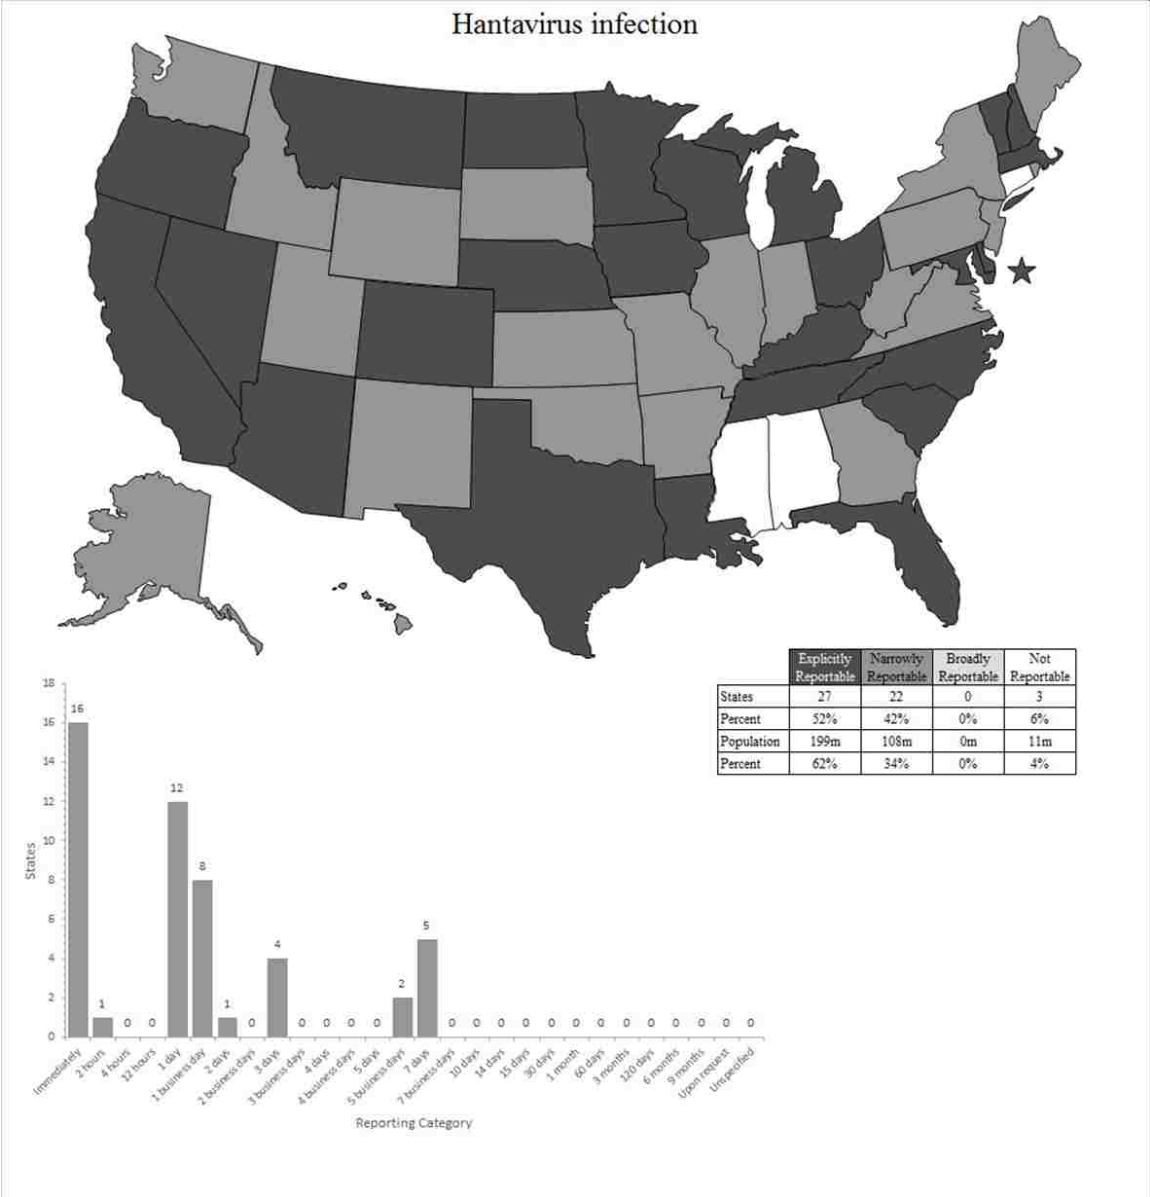 Hantavirus infection
Explicitly Reportable Narrowly Reportable Broadly Reportable Not Reportable
States 27 22 0 3
Percent 52% 42% 0% 6%
Population 199m 108m 0m 11m
Percent 62% 34% 0% 4%
18
16
14
12
10
8
6
4
2
0
States
16 1 0 0 12 8 1 0 4 0 0 0 0 2 5 0 0 0 0 0 0 0 0 0 0 0 0 0
Immediately
2 hours
4 hours
12 hours
1 day
1 business day
2 days
2 business days
3 days
3 business days
4 days
4 business days
5 days
5 business days
7 days
7 business days
10 days
14 days
15 days
30 days
1 month
60 days
3 months
120 days
6 months
9 months
Upon request
Unspecified
Reporting Category